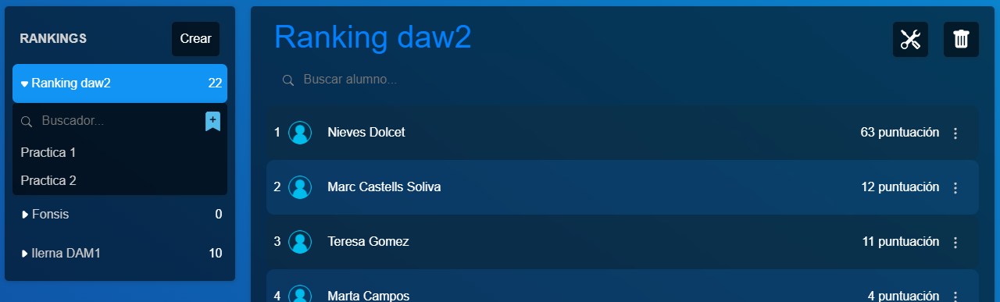 RANKINGS
Crear
Ranking daw2 22
Buscador...
Practica 1
Practica 2
Fonsis 0
Ilerna DAM1 10
Ranking daw2
Buscar alumno...
1 Nieves Dolcet 63 puntuación
2 Marc Castells Soliva 12 puntuación
3 Teresa Gomez 11 puntuación
4 Marta Campos 4 puntuación